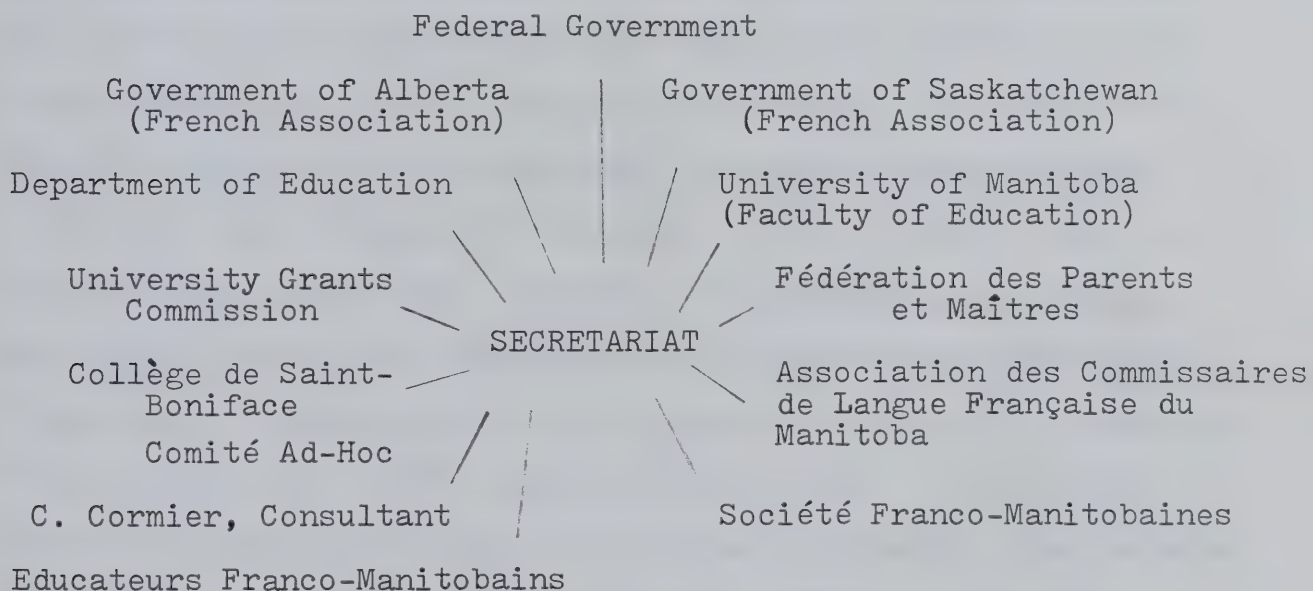 Federal Government
Government of Alberta
(French Association)
Government of Saskatchewan
(French Association)
Department of Education
University of Manitoba
(Faculty of Education)
University Grants
Commission
Fédération des Parents
et Maîtres
SECRETARIAT
Collège de Saint-
Boniface
Association des Commissaires
de Langue Française du
Manitoba
Comité Ad-Hoc
C. Cormier, Consultant
Société Franco-Manitobaines
Educateurs Franco-Manitobains